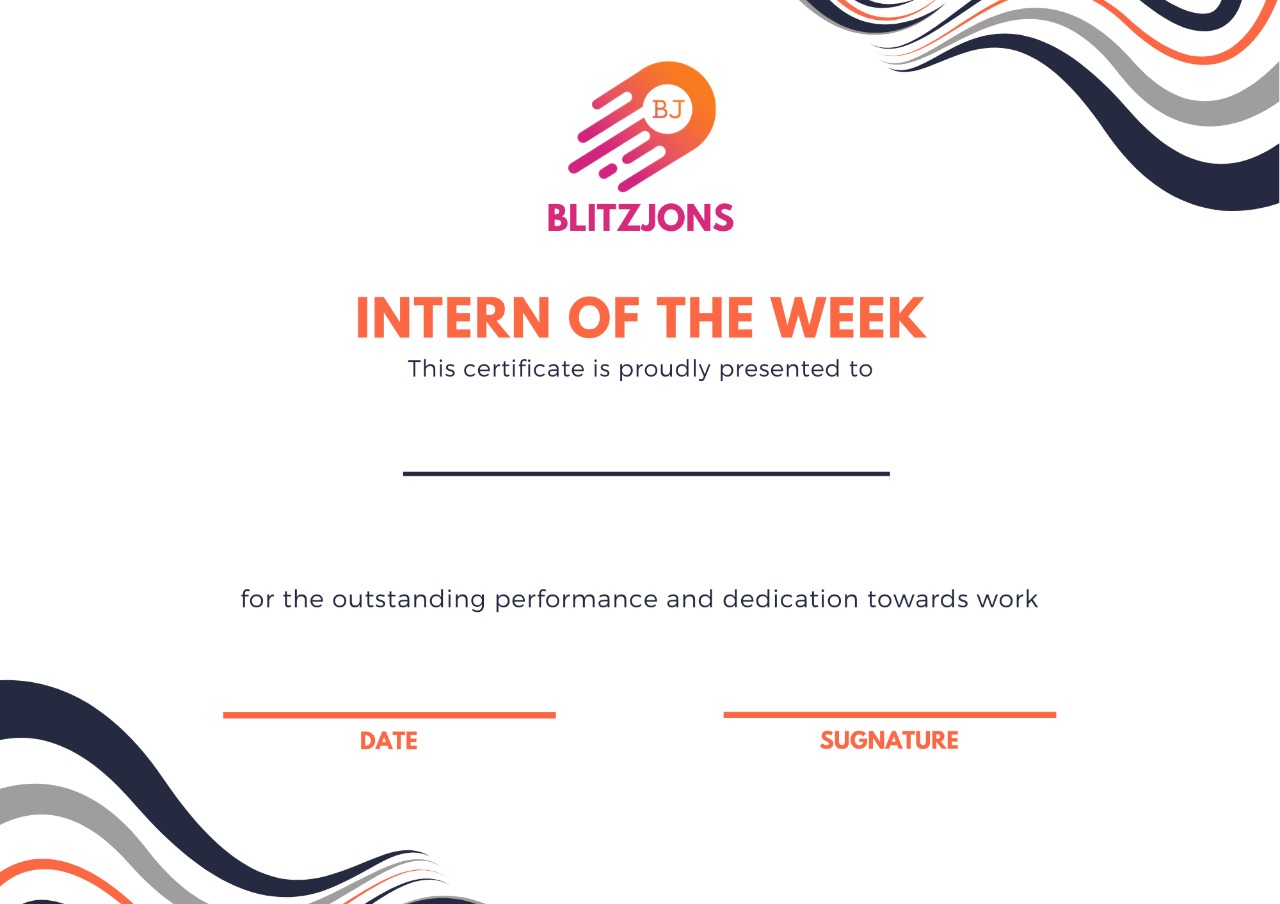 BJ
BLITZJONS
INTERN OF THE WEEK
This certificate is proudly presented to
for the outstanding performance and dedication towards work
DATE
SUGNATURE